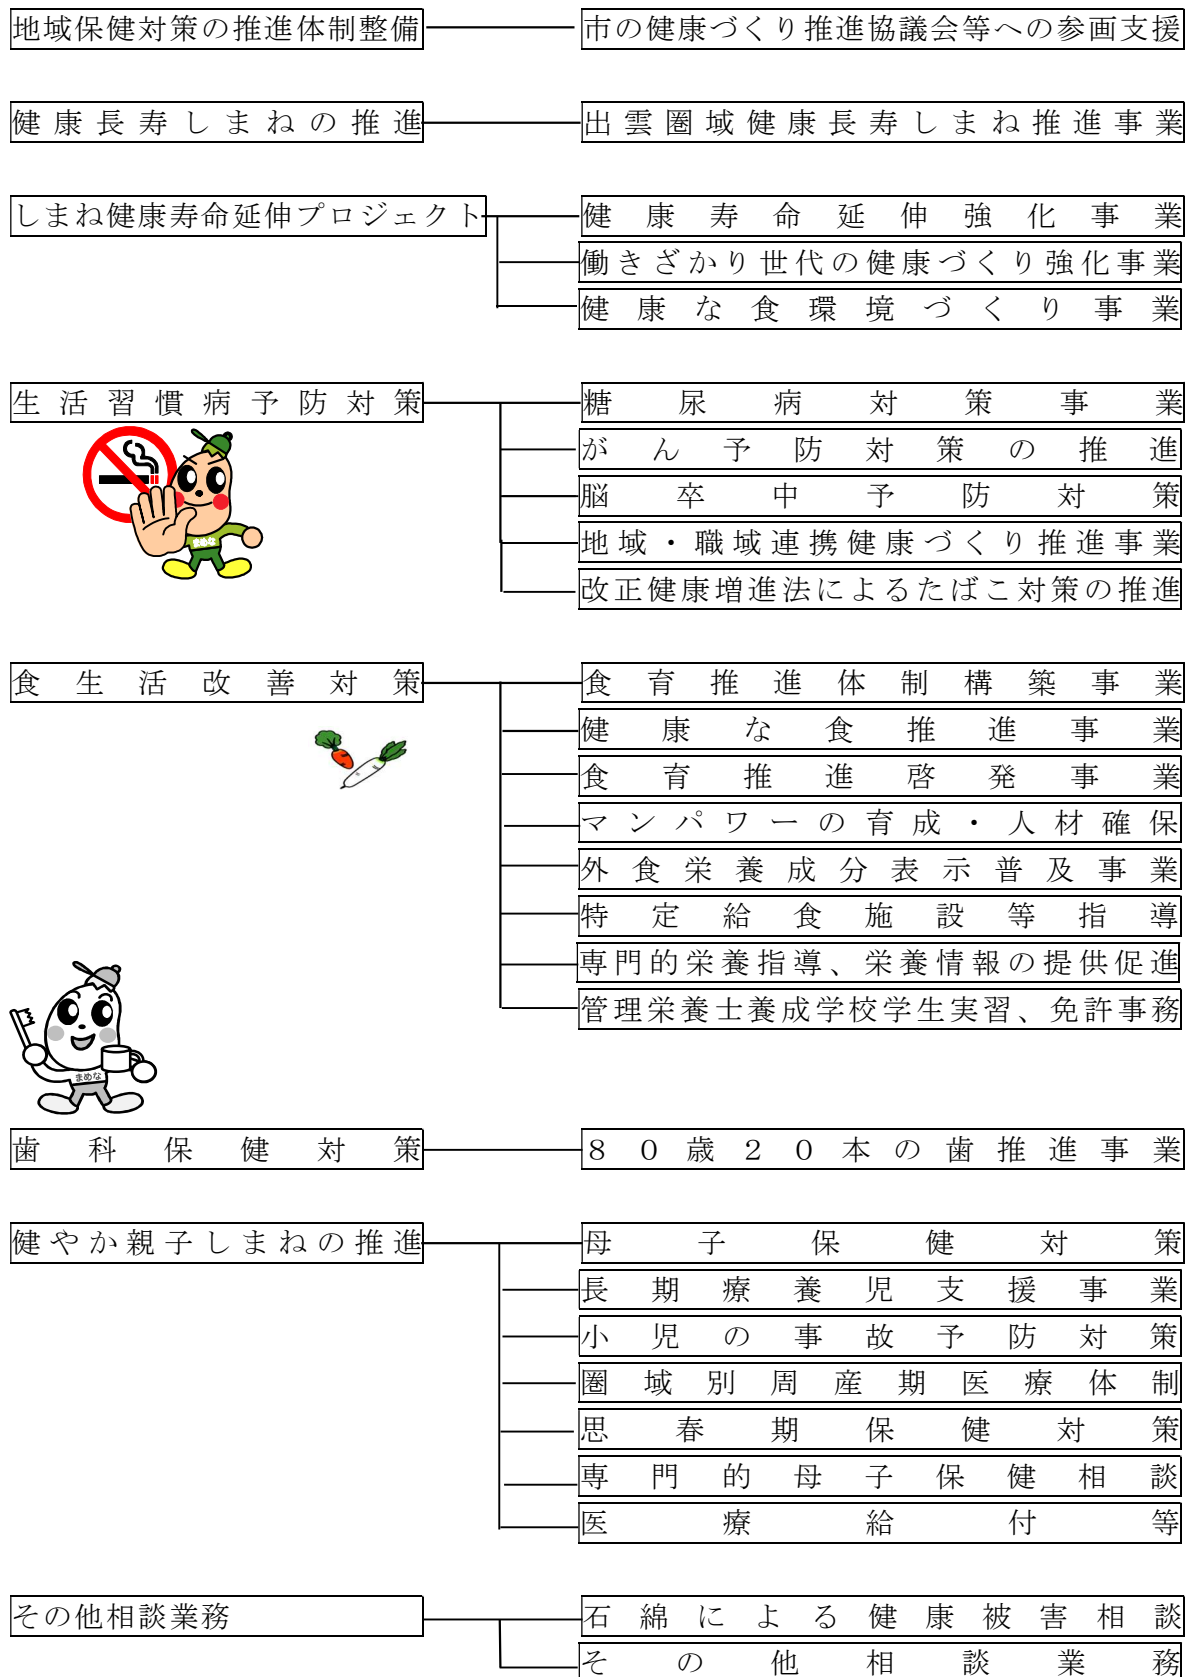 地域保健対策の推進体制整備 市の健康づくり推進協議会等への参画支援
健康長寿しまねの推進 出雲圏域健康長寿しまね推進事業
しまね健康寿命延伸プロジェクト 健康寿命延伸強化事業
働きざかり世代の健康づくり強化事業
健康な食環境づくり事業
生活習慣病予防対策 糖尿病対策事業
がん予防対策の推進
脳卒中予防対策
まめな
地域・職域連携健康づくり推進事業
改正健康増進法によるたばこ対策の推進
食生活改善対策 食育推進体制構築事業
健康な食推進事業
食育推進啓発事業
マンパワーの育成・人材確保
外食栄養成分表示普及事業
特定給食施設等指導
専門的栄養指導、栄養情報の提供促進
管理栄養士養成学校学生実習、免許事務
まめな
歯科保健対策 80歳20本の歯推進事業
健やか親子しまねの推進 母子保健対策
長期療養児支援事業
小児の事故予防対策
圏域別周産期医療体制
思春期保健対策
専門的母子保健相談
医療給付等
その他相談業務 石綿による健康被害相談
その他相談業務